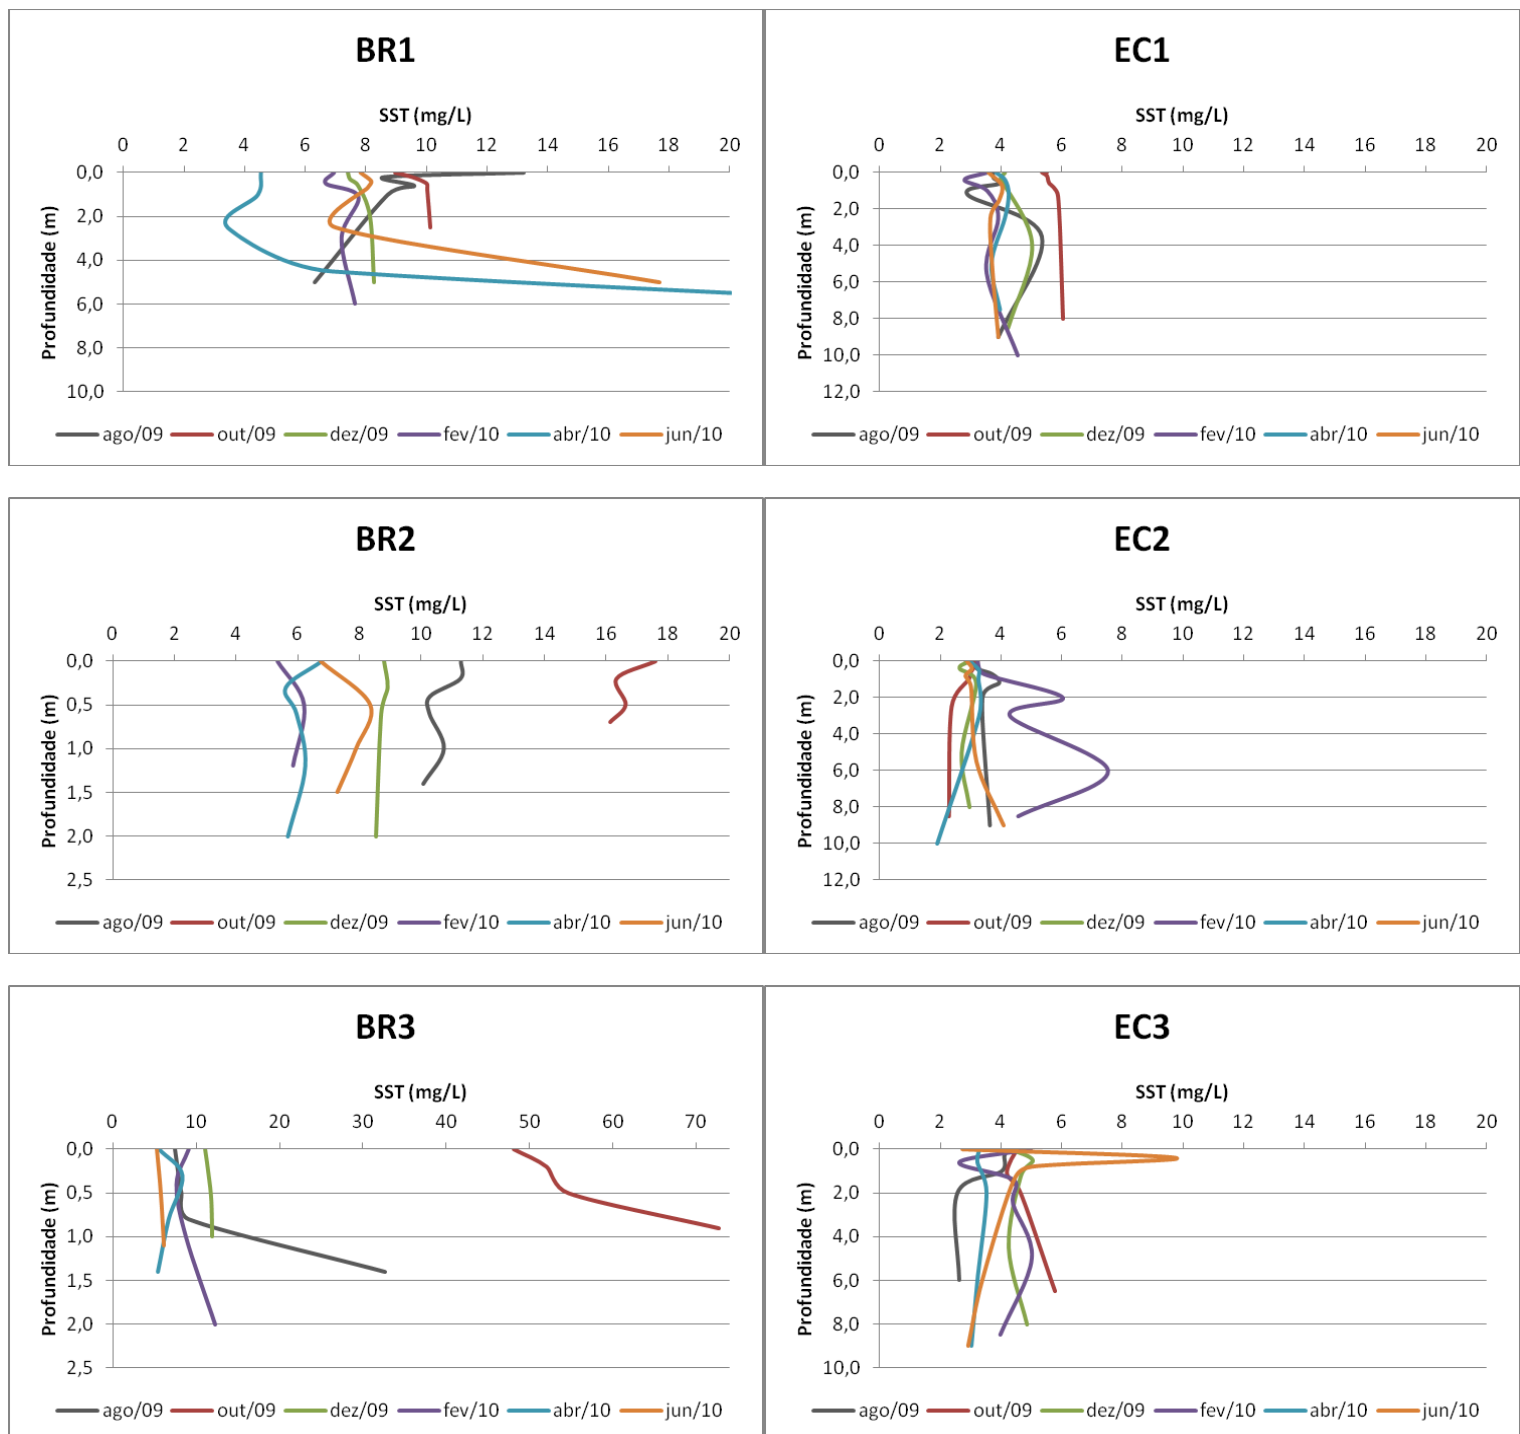 BR1
SST (mg/L)
0 2 4 6 8 10 12 14 16 18 20
Profundidade (m)
0,0
2,0
4,0
6,0
8,0
10,0
ago/09 out/09 dez/09 fev/10 abr/10 jun/10
EC1
SST (mg/L)
0 2 4 6 8 10 12 14 16 18 20
Profundidade (m)
0,0
2,0
4,0
6,0
8,0
10,0
12,0
ago/09 out/09 dez/09 fev/10 abr/10 jun/10
BR2
SST (mg/L)
0 2 4 6 8 10 12 14 16 18 20
Profundidade (m)
0,0
0,5
1,0
1,5
2,0
2,5
ago/09 out/09 dez/09 fev/10 abr/10 jun/10
EC2
SST (mg/L)
0 2 4 6 8 10 12 14 16 18 20
Profundidade (m)
0,0
2,0
4,0
6,0
8,0
10,0
12,0
ago/09 out/09 dez/09 fev/10 abr/10 jun/10
BR3
SST (mg/L)
0 10 20 30 40 50 60 70
Profundidade (m)
0,0
0,5
1,0
1,5
2,0
2,5
ago/09 out/09 dez/09 fev/10 abr/10 jun/10
EC3
SST (mg/L)
0 2 4 6 8 10 12 14 16 18 20
Profundidade (m)
0,0
2,0
4,0
6,0
8,0
10,0
ago/09 out/09 dez/09 fev/10 abr/10 jun/10